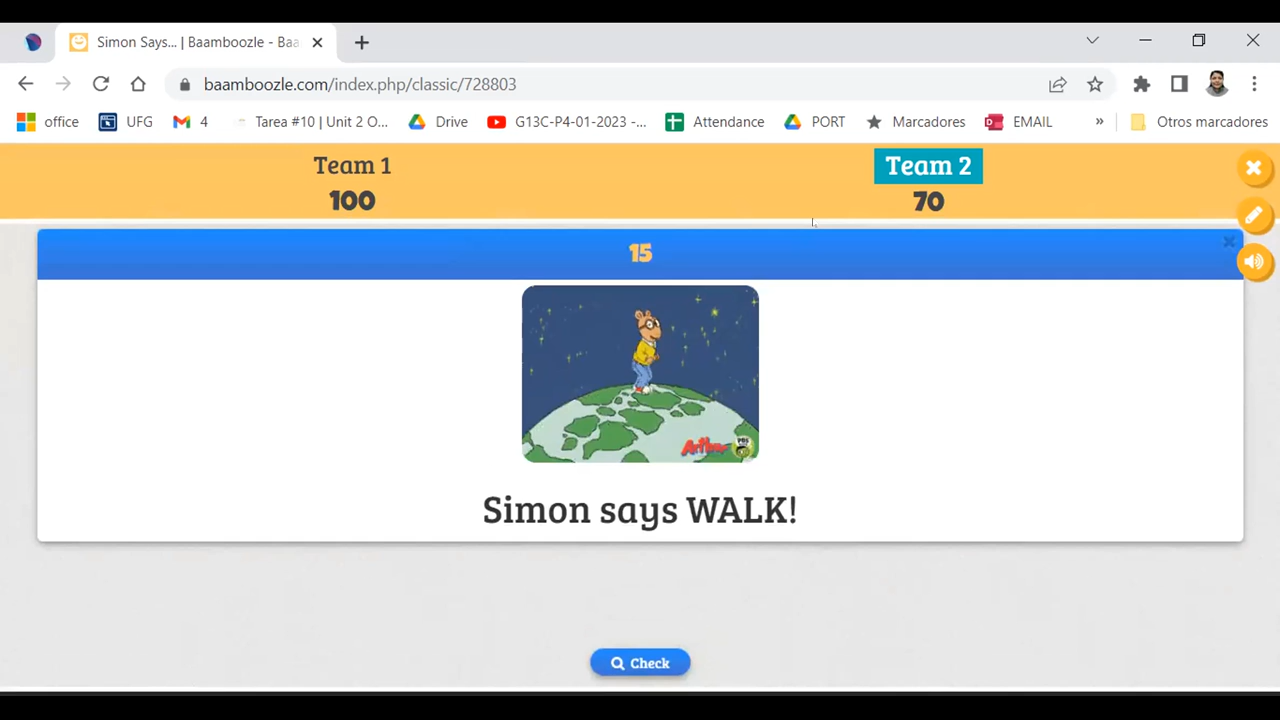 Simon Says... | Baamboozle - Baa
baamboozle.com/index.php/classic/728803
office UFG 4 Tarea #10 | Unit 2 O... Drive G13C-P4-01-2023 -... Attendance PORT Marcadores EMAIL » Otros marcadores
Team 1 Team 2
100 70
15
Arthur
PBS
Simon says WALK!
Check